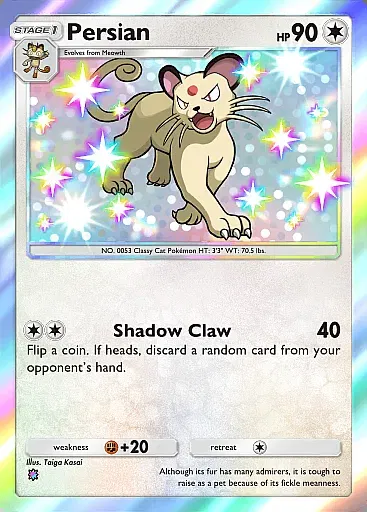 STAGE 1
Persian
HP 90
Evolves from Meowth
NO. 0053 Classy Cat Pokémon HT: 3'3" WT: 70.5 lbs.
Shadow Claw 40
Flip a coin. If heads, discard a random card from your
opponent's hand.
weakness +20 retreat
Illus. Taiga Kasai
Although its fur has many admirers, it is tough to
raise as a pet because of its fickle meanness.